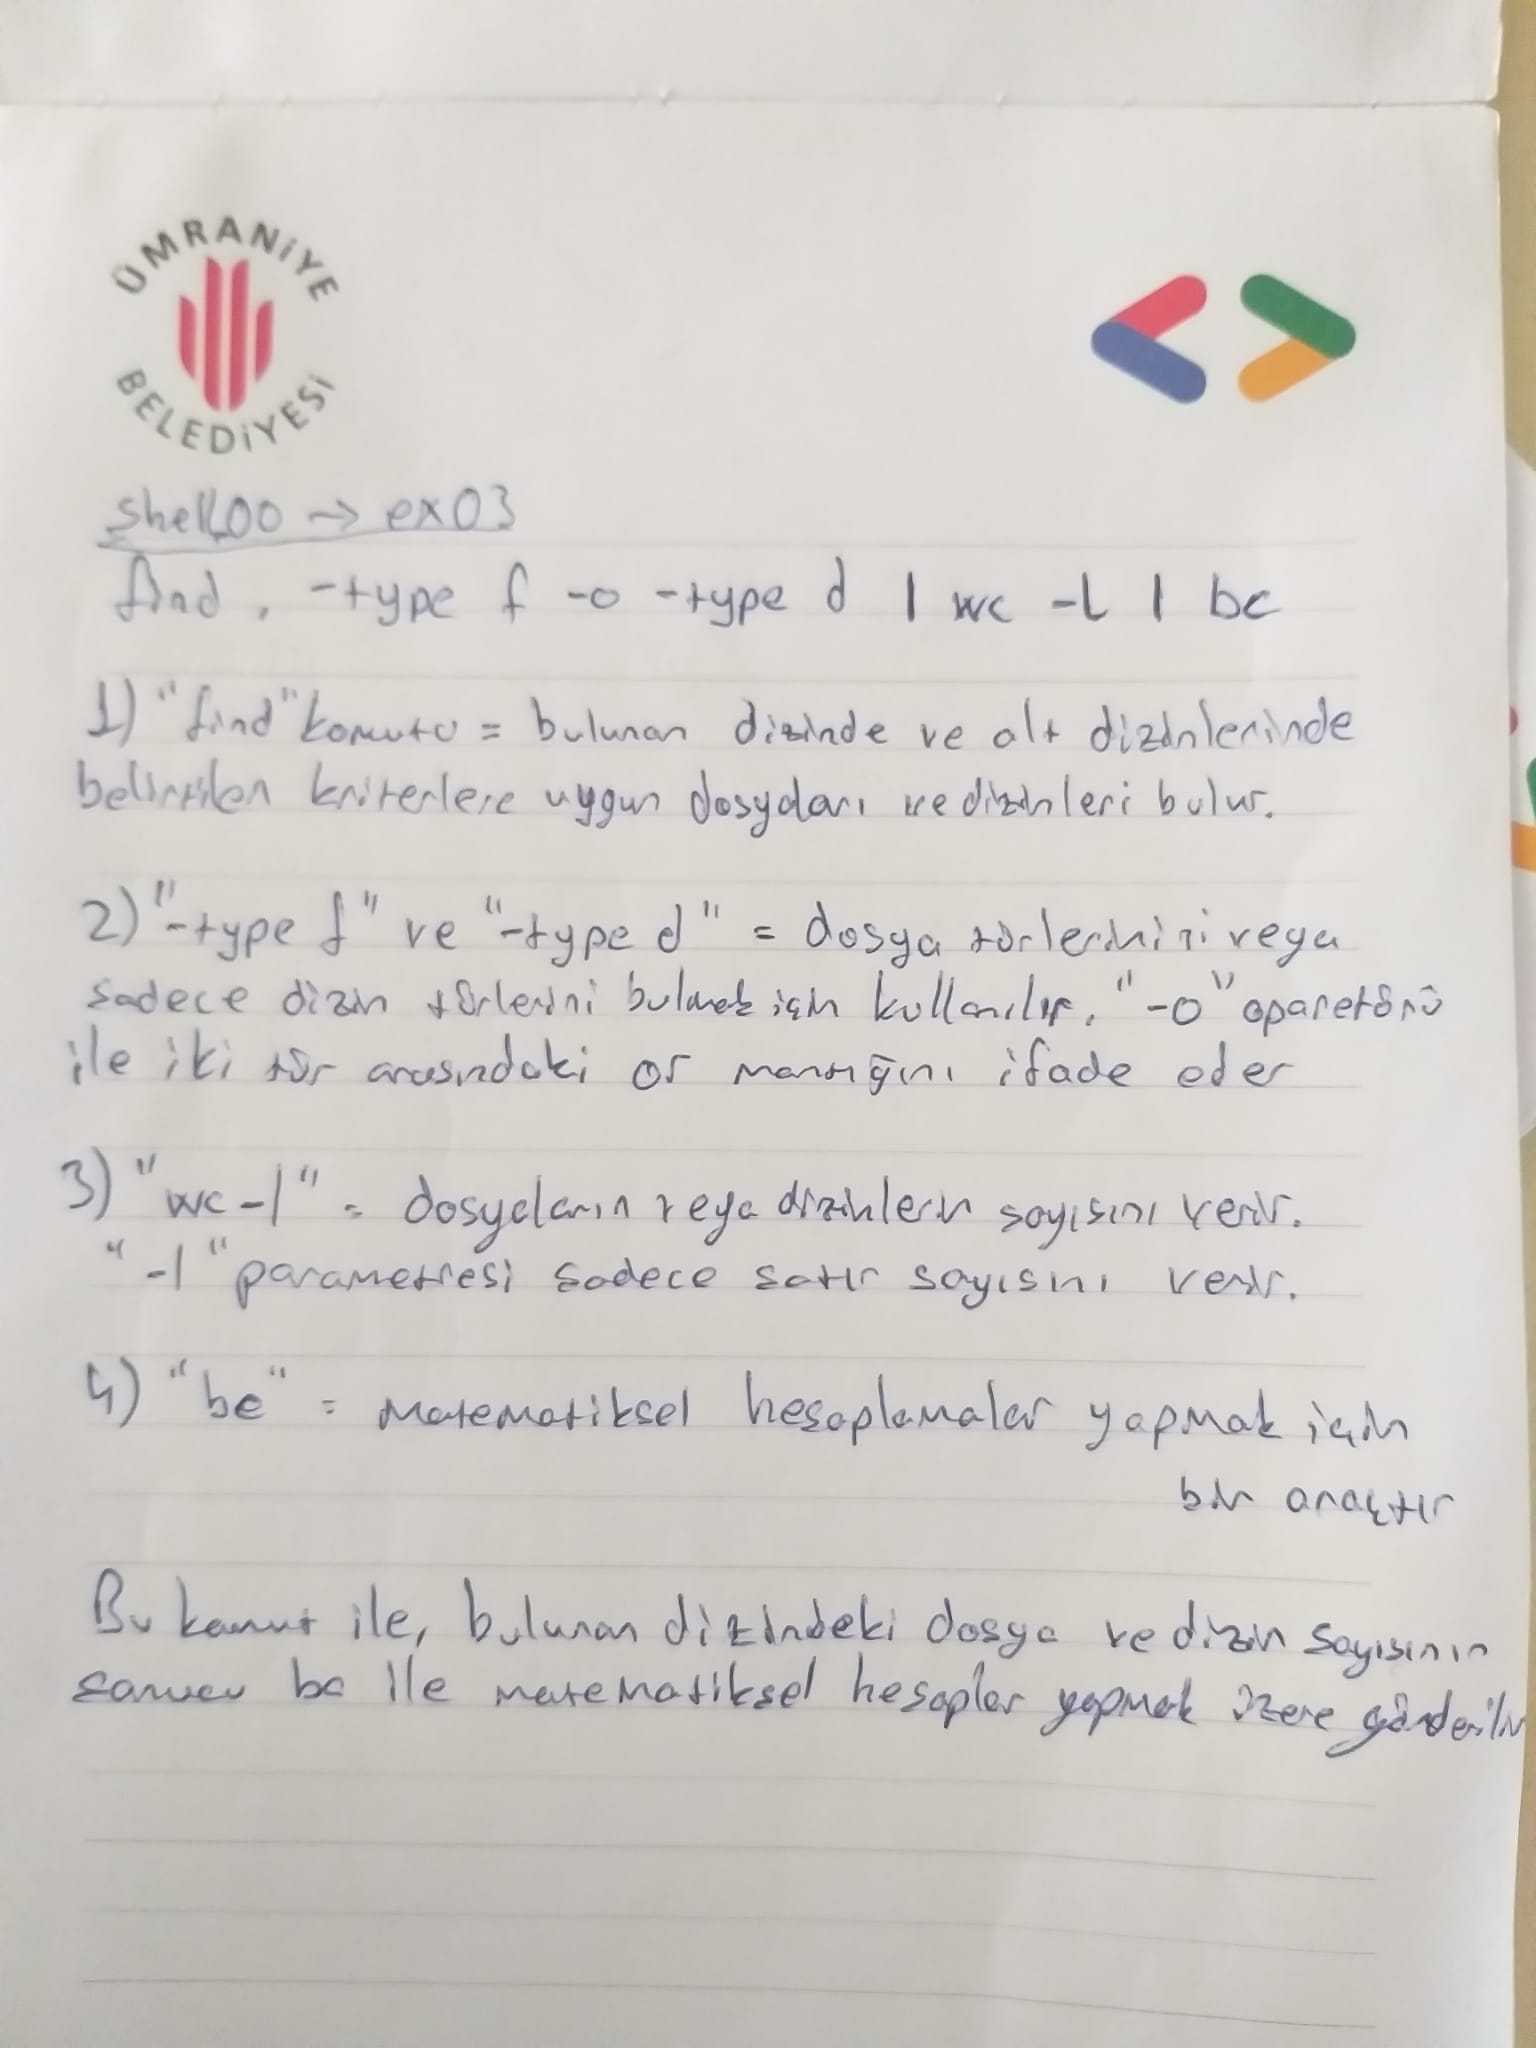 ÜMRANİYE
BELEDİYESİ
shell00 → ex03
find . -type f -o -type d | wc -l | bc
1) "find" komutu = bulunan dizinde ve alt dizinlerinde
belirtilen kriterlere uygun dosyaları ve dizinleri bulur.
2) "-type f" ve "-type d" = dosya türlerini veya
sadece dizin türlerini bulmak için kullanılır. "-o" oparetörü
ile iki tür arasındaki or mantığını ifade eder
3) "wc -l" = dosyaların veya dizinlerin sayısını verir.
"-l" parametresi sadece satır sayısını verir.
4) "bc" = matematiksel hesaplamalar yapmak için
bir araçtır
Bu komut ile, bulunan dizindeki dosya ve dizin sayısının
bc ile matematiksel hesaplar yapmak üzere gönderilir